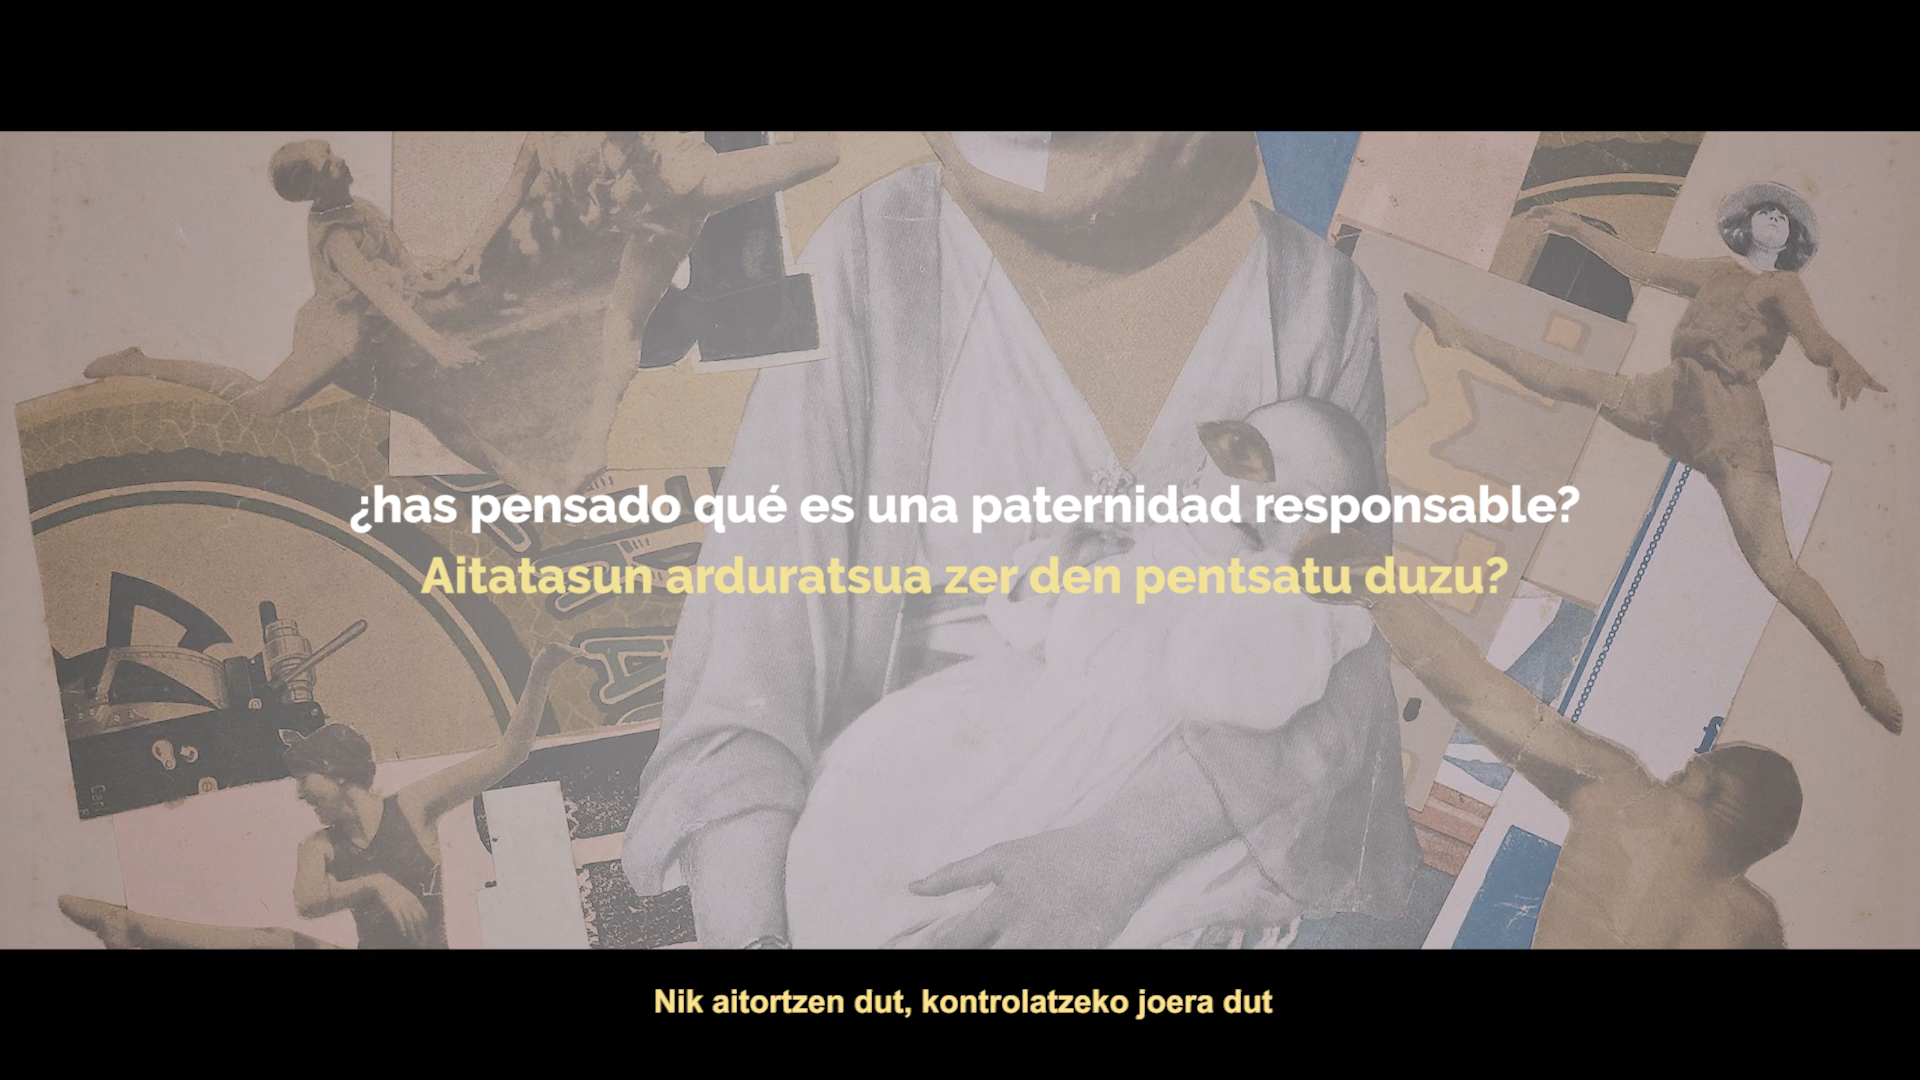 ¿has pensado qué es una paternidad responsable?
Aitatasun arduratsua zer den pentsatu duzu?
Nik aitortzen dut, kontrolatzeko joera dut